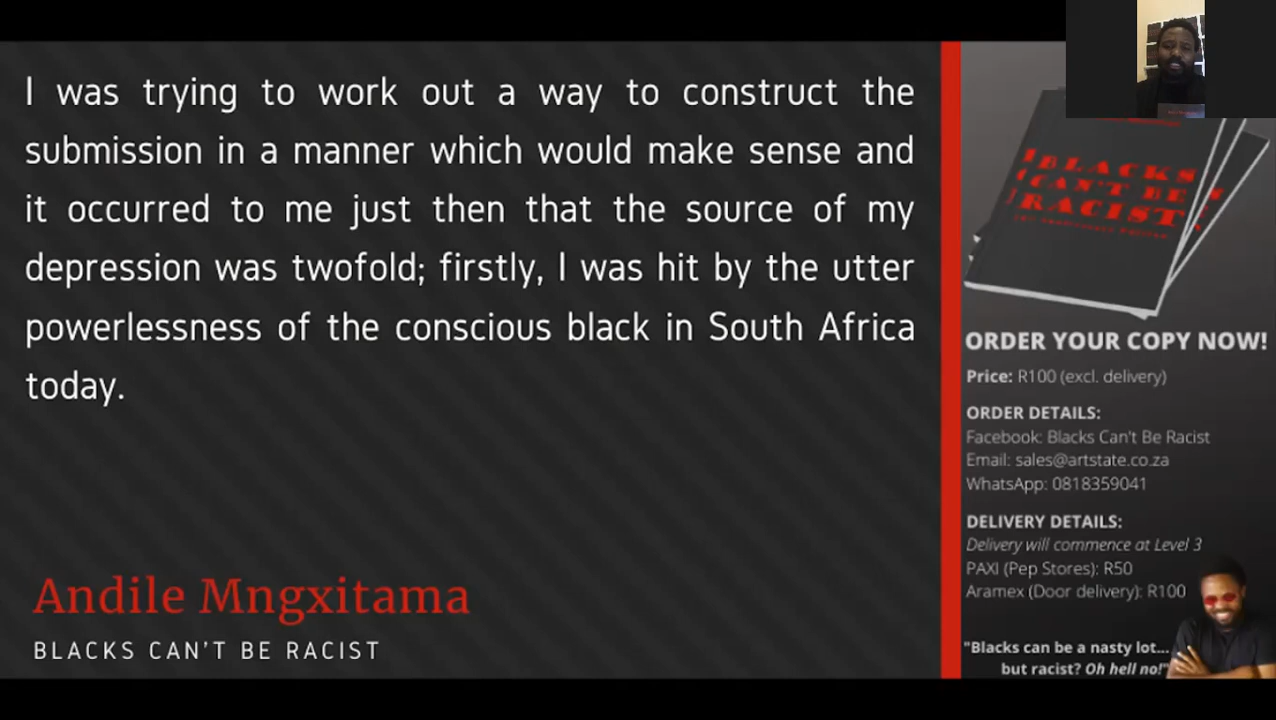 I was trying to work out a way to construct the
submission in a manner which would make sense and
it occurred to me just then that the source of my
depression was twofold; firstly, I was hit by the utter
powerlessness of the conscious black in South Africa
today.
Andile Mngxitama
BLACKS CAN'T BE RACIST
BLACKS
CAN'T BE
RACIST
ORDER YOUR COPY NOW!
Price: R100 (excl. delivery)
ORDER DETAILS:
Facebook: Blacks Can't Be Racist
Email: sales@artstate.co.za
WhatsApp: 0818359041
DELIVERY DETAILS:
Delivery will commence at Level 3
PAXI (Pep Stores): R50
Aramex (Door delivery): R100
"Blacks can be a nasty lot...
but racist? Oh hell no!"